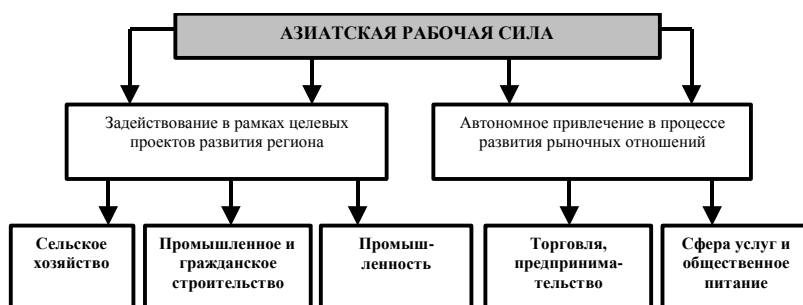 АЗИАТСКАЯ РАБОЧАЯ СИЛА
Задействование в рамках целевых
проектов развития региона
Автономное привлечение в процессе
развития рыночных отношений
Сельское
хозяйство
Промышленное и
гражданское
строительство
Промыш-
ленность
Торговля,
предпринима-
тельство
Сфера услуг и
общественное
питание